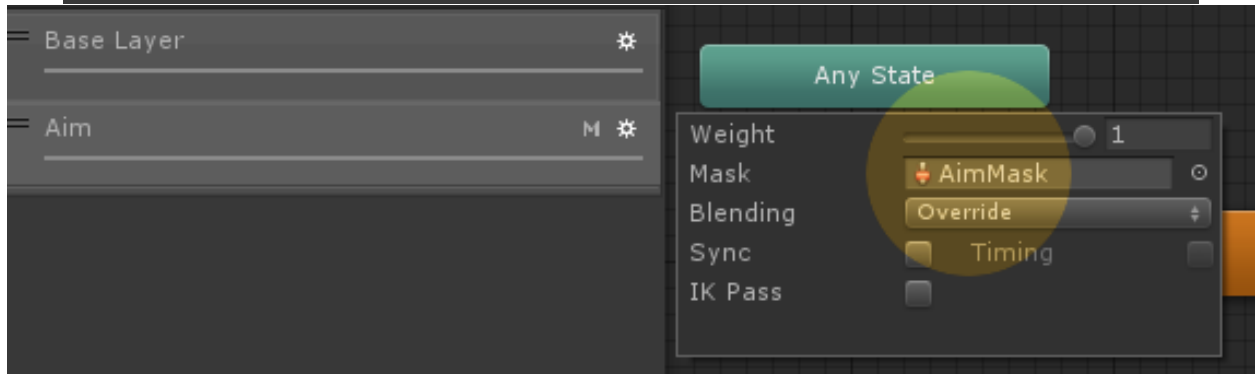 Base Layer
Aim M
Any State
Weight 1
Mask AimMask
Blending Override
Sync Timing
IK Pass